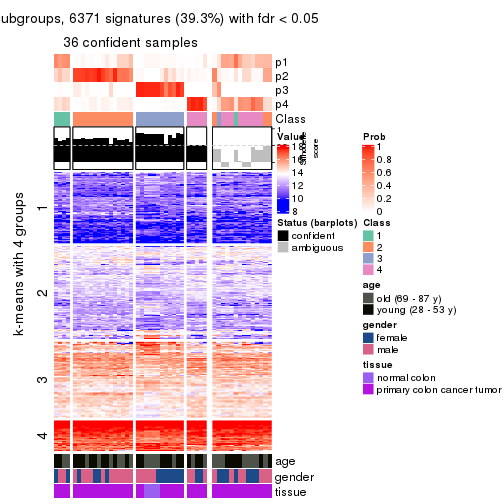 ubgroups, 6371 signatures (39.3%) with fdr < 0.05
36 confident samples
p1
p2
p3
p4
Class
1
score
k-means with 4 groups
1
2
3
4
age
gender
tissue
Value
18
16
14
12
10
8
Status (barplots)
confident
ambiguous
Prob
1
0.8
0.6
0.4
0.2
0
Class
1
2
3
4
age
old (69 - 87 y)
young (28 - 53 y)
gender
female
male
tissue
normal colon
primary colon cancer tumor